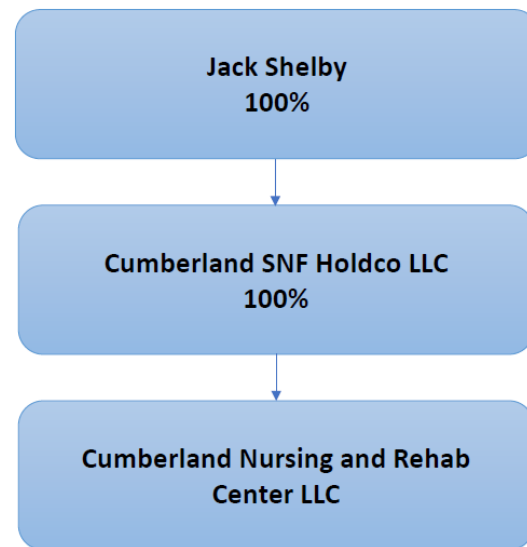 Jack Shelby
100%
Cumberland SNF Holdco LLC
100%
Cumberland Nursing and Rehab
Center LLC